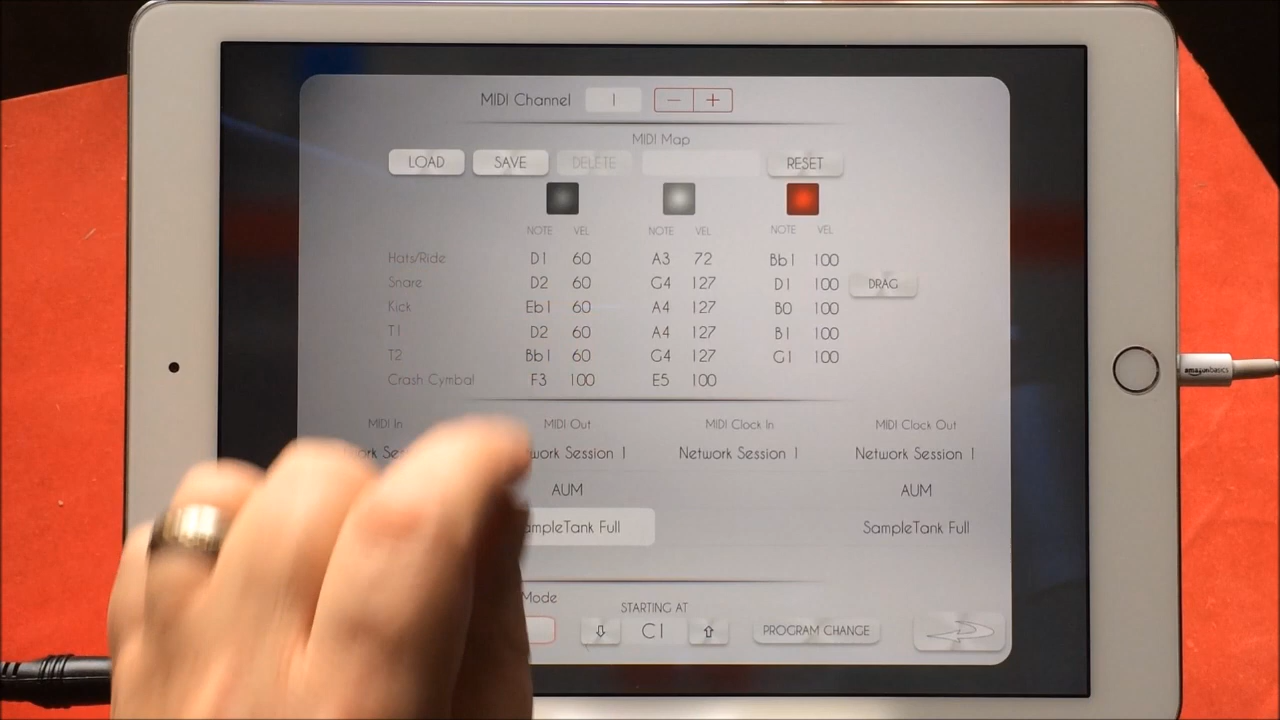 MIDI Channel 1 − +
MIDI Map
LOAD SAVE DELETE RESET
NOTE VEL NOTE VEL NOTE VEL
Hats/Ride D1 60 A3 72 Bb1 100
Snare D2 60 G4 127 D1 100 DRAG
Kick Eb1 60 A4 127 B0 100
T1 D2 60 A4 127 B1 100
T2 Bb1 60 G4 127 G1 100
Crash Cymbal F3 100 E5 100
MIDI In MIDI Out MIDI Clock In MIDI Clock Out
Network Session 1 Network Session 1
Session 1
AUM AUM
Full SampleTank Full
Mode
STARTING AT
C1 PROGRAM CHANGE
amazonbasics